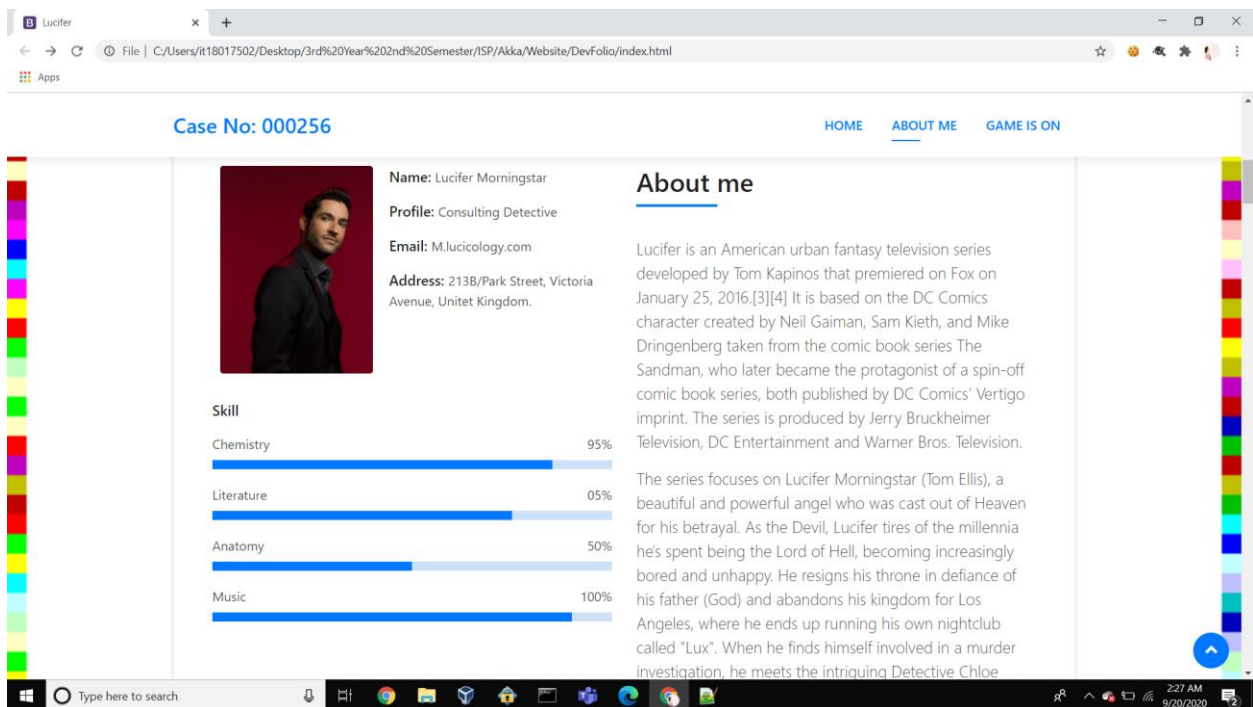 Lucifer
File | C:/Users/it18017502/Desktop/3rd%20Year%202nd%20Semester/ISP/Akka/Website/DevFolio/index.html
Apps
Case No: 000256
HOME ABOUT ME GAME IS ON
Name: Lucifer Morningstar
Profile: Consulting Detective
Email: M.lucicology.com
Address: 213B/Park Street, Victoria
Avenue, Unitet Kingdom.
Skill
Chemistry 95%
Literature 05%
Anatomy 50%
Music 100%
About me
Lucifer is an American urban fantasy television series
developed by Tom Kapinos that premiered on Fox on
January 25, 2016.[3][4] It is based on the DC Comics
character created by Neil Gaiman, Sam Kieth, and Mike
Dringenberg taken from the comic book series The
Sandman, who later became the protagonist of a spin-off
comic book series, both published by DC Comics' Vertigo
imprint. The series is produced by Jerry Bruckheimer
Television, DC Entertainment and Warner Bros. Television.
The series focuses on Lucifer Morningstar (Tom Ellis), a
beautiful and powerful angel who was cast out of Heaven
for his betrayal. As the Devil, Lucifer tires of the millennia
he's spent being the Lord of Hell, becoming increasingly
bored and unhappy. He resigns his throne in defiance of
his father (God) and abandons his kingdom for Los
Angeles, where he ends up running his own nightclub
called "Lux". When he finds himself involved in a murder
investigation, he meets the intriguing Detective Chloe
Type here to search
2:27 AM
9/20/2020